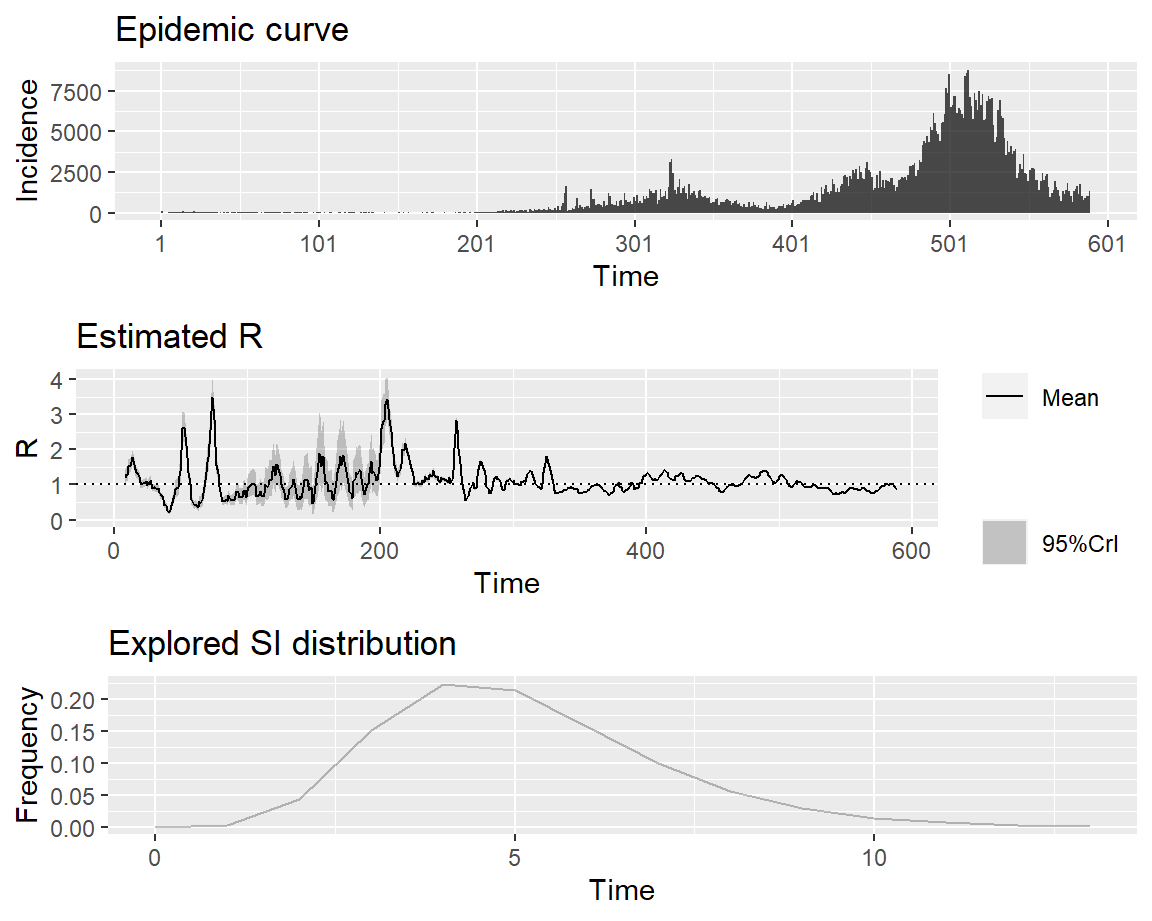 Epidemic curve
7500
5000
2500
0
Incidence
1 101 201 301 401 501 601
Time
Estimated R
4
3
2
1
0
R
0 200 400 600
Time
Mean
95%CrI
Explored SI distribution
0.20
0.15
0.10
0.05
0.00
Frequency
0 5 10
Time